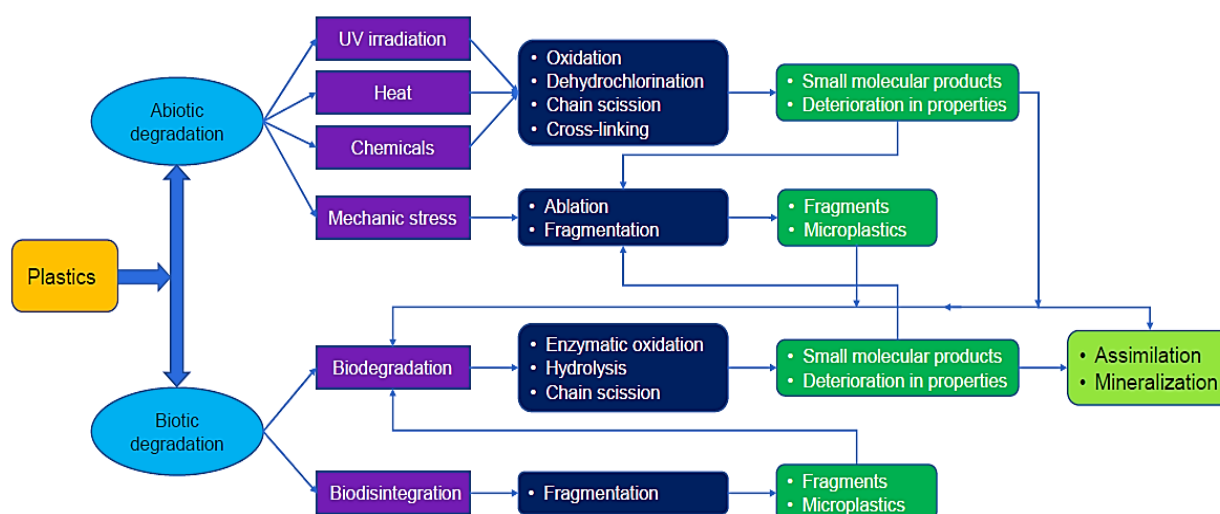 UV irradiation
Heat
Chemicals
Mechanic stress
Abiotic
degradation
• Oxidation
• Dehydrochlorination
• Chain scission
• Cross-linking
• Small molecular products
• Deterioration in properties
• Ablation
• Fragmentation
• Fragments
• Microplastics
Plastics
Biotic
degradation
Biodegradation
• Enzymatic oxidation
• Hydrolysis
• Chain scission
• Small molecular products
• Deterioration in properties
• Assimilation
• Mineralization
Biodisintegration
• Fragmentation
• Fragments
• Microplastics